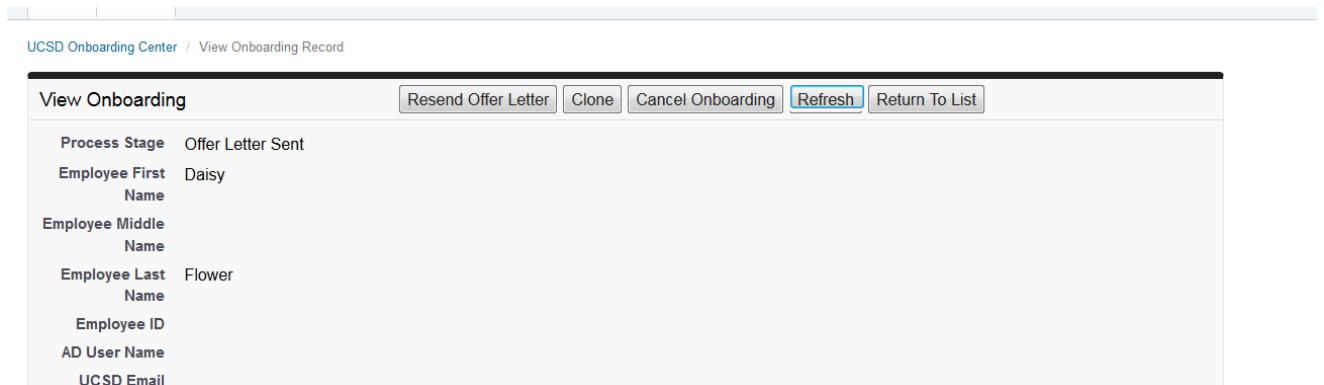 UCSD Onboarding Center / View Onboarding Record
View Onboarding Resend Offer Letter Clone Cancel Onboarding Refresh Return To List
Process Stage Offer Letter Sent
Employee First Daisy
Name
Employee Middle
Name
Employee Last Flower
Name
Employee ID
AD User Name
UCSD Email